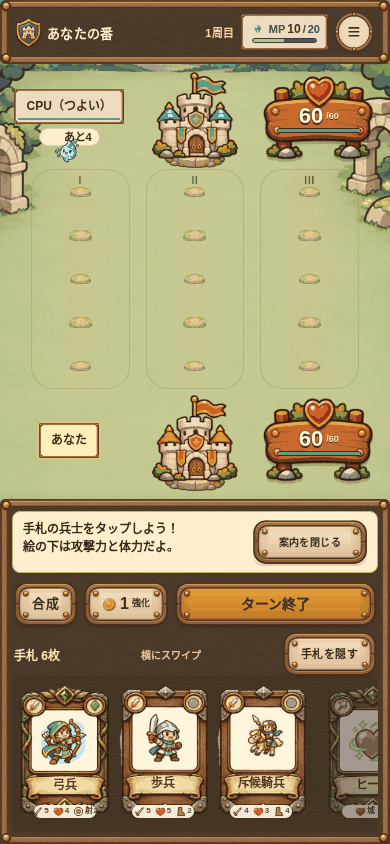 あなたの番
1周目
MP 10 / 20
CPU（つよい）
60 /60
あと4
I II III
あなた
60 /60
手札の兵士をタップしよう！
絵の下は攻撃力と体力だよ。
案内を閉じる
合成
1 強化
ターン終了
手札 6枚
横にスワイプ
手札を隠す
弓兵
歩兵
斥候騎兵
ヒー
5 4 射
5 5 2
4 3 4
城